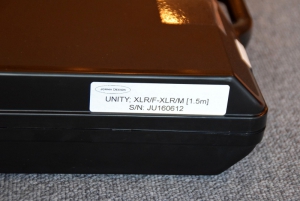 UNITY; XLR/F-XLR/M [1.5m]
S/N: JU160612